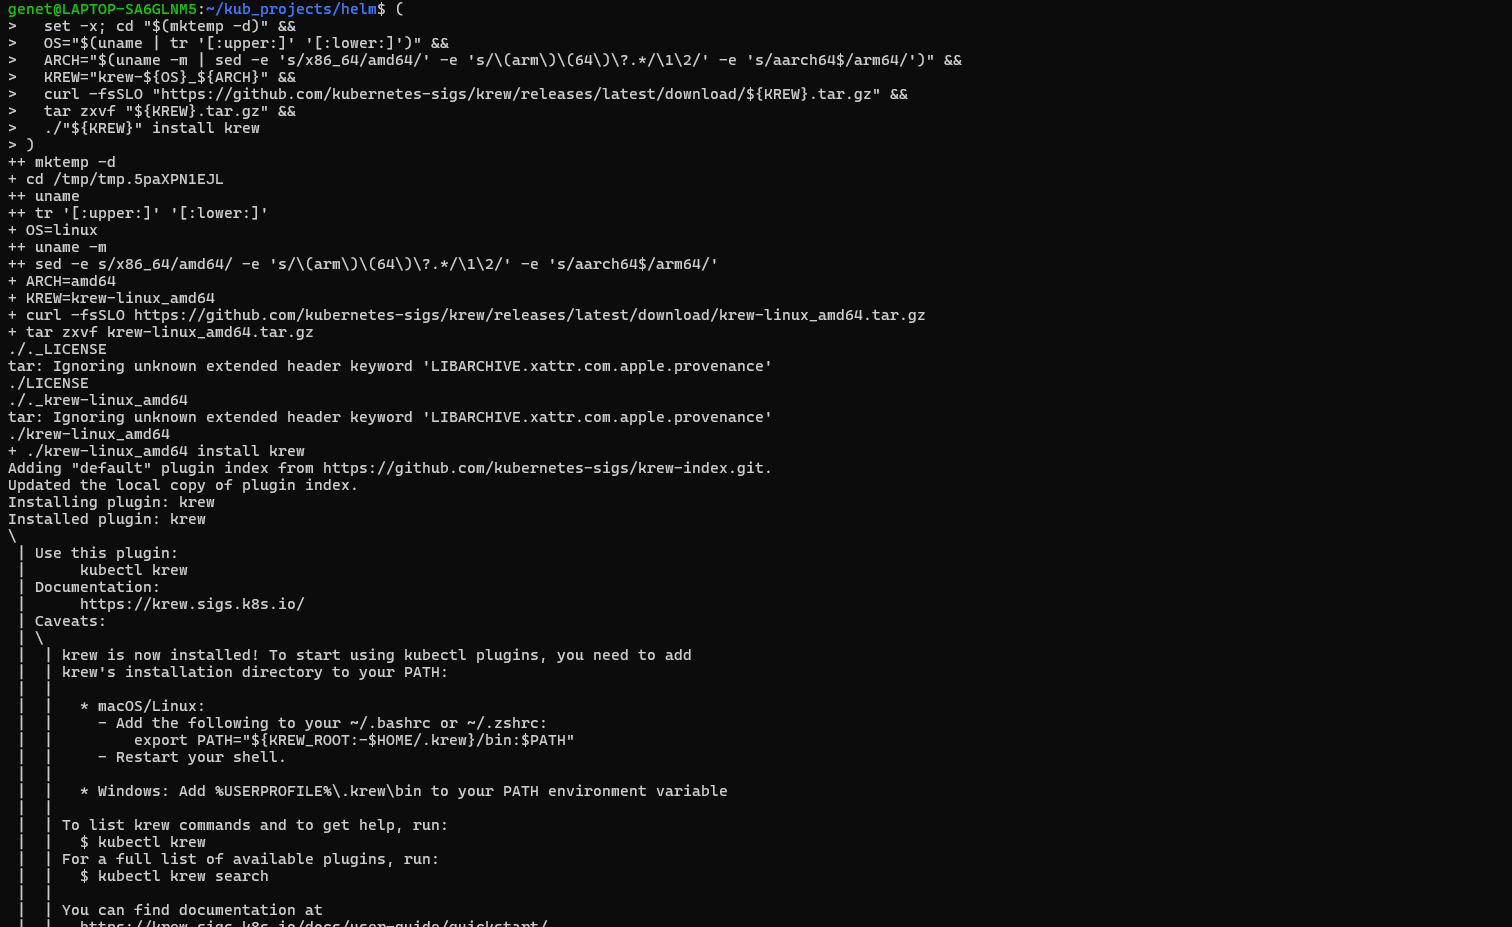 genet@LAPTOP-SA6GLNM5:~/kub_projects/helm$ (
>   set -x; cd "$(mktemp -d)" &&
>   OS="$(uname | tr '[:upper:]' '[:lower:]')" &&
>   ARCH="$(uname -m | sed -e 's/x86_64/amd64/' -e 's/\(arm\)\(64\)\?.*/\1\2/' -e 's/aarch64$/arm64/')" &&
>   KREW="krew-${OS}_${ARCH}" &&
>   curl -fsSLO "https://github.com/kubernetes-sigs/krew/releases/latest/download/${KREW}.tar.gz" &&
>   tar zxvf "${KREW}.tar.gz" &&
>   ./"${KREW}" install krew
> )
++ mktemp -d
+ cd /tmp/tmp.5paXPN1EJL
++ uname
++ tr '[:upper:]' '[:lower:]'
+ OS=linux
++ uname -m
++ sed -e s/x86_64/amd64/ -e 's/\(arm\)\(64\)\?.*/\1\2/' -e 's/aarch64$/arm64/'
+ ARCH=amd64
+ KREW=krew-linux_amd64
+ curl -fsSLO https://github.com/kubernetes-sigs/krew/releases/latest/download/krew-linux_amd64.tar.gz
+ tar zxvf krew-linux_amd64.tar.gz
./._LICENSE
tar: Ignoring unknown extended header keyword 'LIBARCHIVE.xattr.com.apple.provenance'
./LICENSE
./._krew-linux_amd64
tar: Ignoring unknown extended header keyword 'LIBARCHIVE.xattr.com.apple.provenance'
./krew-linux_amd64
+ ./krew-linux_amd64 install krew
Adding "default" plugin index from https://github.com/kubernetes-sigs/krew-index.git.
Updated the local copy of plugin index.
Installing plugin: krew
Installed plugin: krew
\
 | Use this plugin:
 |      kubectl krew
 | Documentation:
 |      https://krew.sigs.k8s.io/
 | Caveats:
 | \
 |  | krew is now installed! To start using kubectl plugins, you need to add
 |  | krew's installation directory to your PATH:
 |  |
 |  |   * macOS/Linux:
 |  |     - Add the following to your ~/.bashrc or ~/.zshrc:
 |  |         export PATH="${KREW_ROOT:-$HOME/.krew}/bin:$PATH"
 |  |     - Restart your shell.
 |  |
 |  |   * Windows: Add %USERPROFILE%\.krew\bin to your PATH environment variable
 |  |
 |  | To list krew commands and to get help, run:
 |  |   $ kubectl krew
 |  | For a full list of available plugins, run:
 |  |   $ kubectl krew search
 |  |
 |  | You can find documentation at
 |  |   https://krew.sigs.k8s.io/docs/user-guide/quickstart/